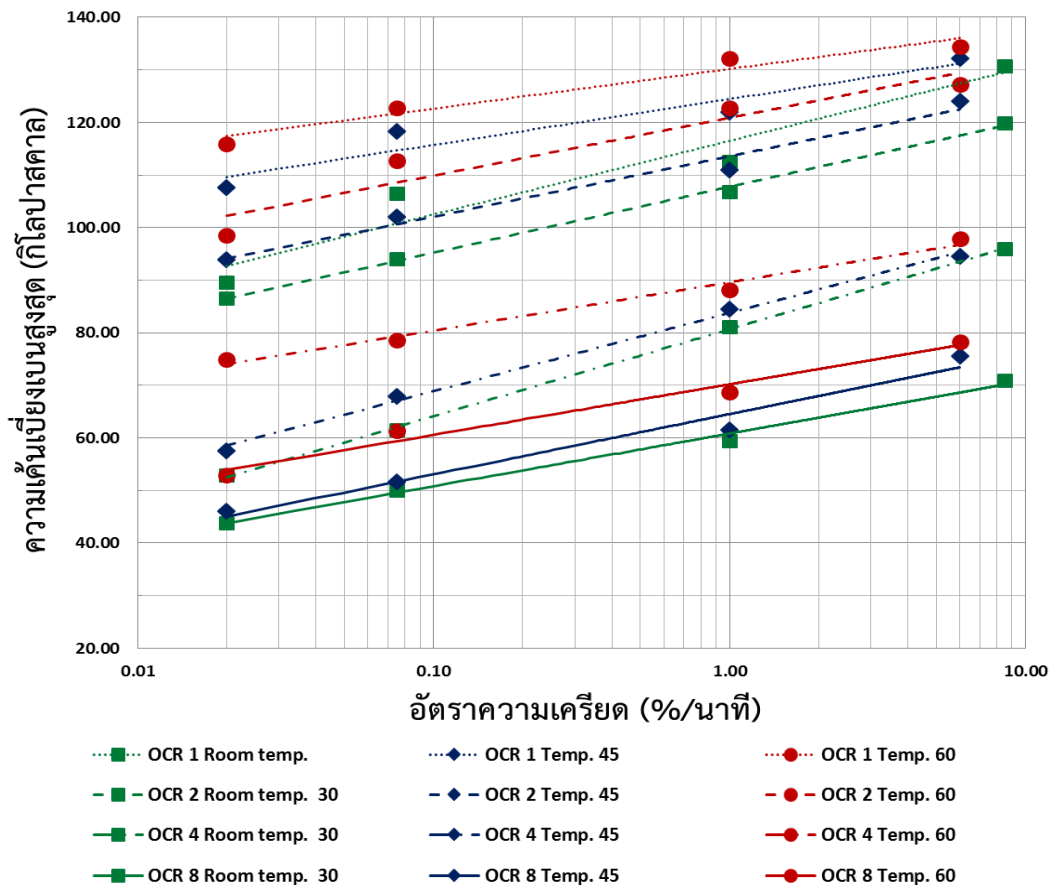 140.00
120.00
100.00
80.00
60.00
40.00
20.00
ความเค้นเบี่ยงเบนสูงสุด (กิโลปาสคาล)
0.01 0.10 1.00 10.00
อัตราความเครียด (%/นาที)
OCR 1 Room temp. OCR 1 Temp. 45 OCR 1 Temp. 60
OCR 2 Room temp. 30 OCR 2 Temp. 45 OCR 2 Temp. 60
OCR 4 Room temp. 30 OCR 4 Temp. 45 OCR 4 Temp. 60
OCR 8 Room temp. 30 OCR 8 Temp. 45 OCR 8 Temp. 60